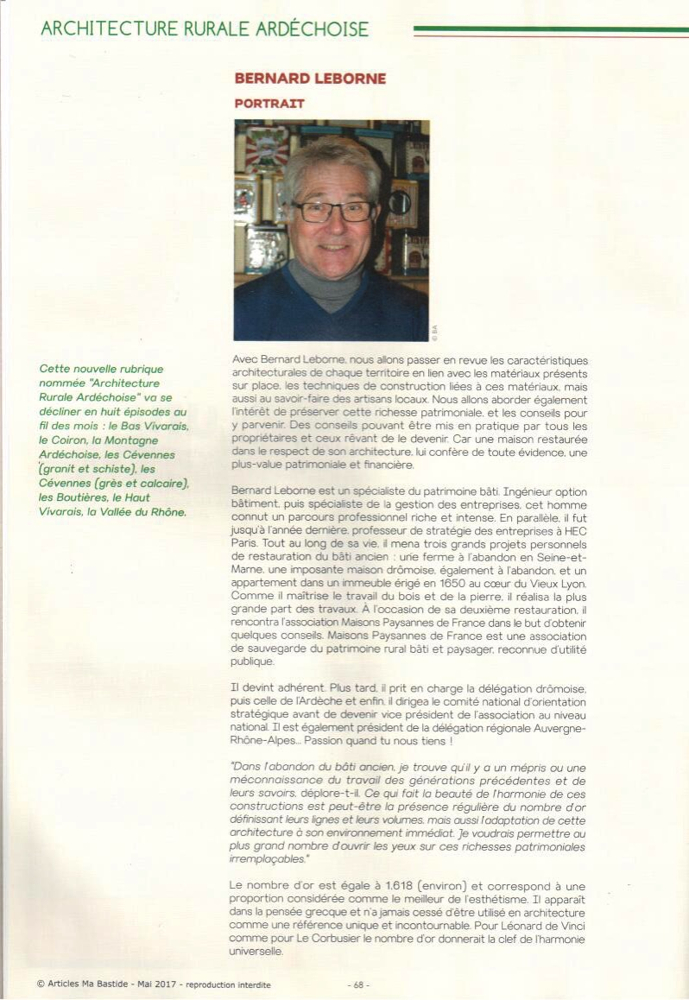 ARCHITECTURE RURALE ARDÉCHOISE
BERNARD LEBORNE
PORTRAIT
© BA
Cette nouvelle rubrique
nommée "Architecture
Rurale Ardéchoise" va se
décliner en huit épisodes au
fil des mois : le Bas Vivarais,
le Coiron, la Montagne
Ardéchoise, les Cévennes
(granit et schiste), les
Cévennes (grès et calcaire),
les Boutières, le Haut
Vivarais, la Vallée du Rhône.
Avec Bernard Leborne, nous allons passer en revue les caractéristiques
architecturales de chaque territoire en lien avec les matériaux présents
sur place, les techniques de construction liées à ces matériaux, mais
aussi au savoir-faire des artisans locaux. Nous allons aborder également
l'intérêt de préserver cette richesse patrimoniale, et les conseils pour
y parvenir. Des conseils pouvant être mis en pratique par tous les
propriétaires et ceux rêvant de le devenir. Car une maison restaurée
dans le respect de son architecture, lui confère de toute évidence, une
plus-value patrimoniale et financière.
Bernard Leborne est un spécialiste du patrimoine bâti. Ingénieur option
bâtiment, puis spécialiste de la gestion des entreprises, cet homme
connut un parcours professionnel riche et intense. En parallèle, il fut
jusqu'à l'année dernière, professeur de stratégie des entreprises à HEC
Paris. Tout au long de sa vie, il mena trois grands projets personnels
de restauration du bâti ancien : une ferme à l'abandon en Seine-et-
Marne, une imposante maison drômoise, également à l'abandon, et un
appartement dans un immeuble érigé en 1650 au cœur du Vieux Lyon.
Comme il maîtrise le travail du bois et de la pierre, il réalisa la plus
grande part des travaux. À l'occasion de sa deuxième restauration, il
rencontra l'association Maisons Paysannes de France dans le but d'obtenir
quelques conseils. Maisons Paysannes de France est une association
de sauvegarde du patrimoine rural bâti et paysager, reconnue d'utilité
publique.
Il devint adhérent. Plus tard, il prit en charge la délégation drômoise,
puis celle de l'Ardèche et enfin, il dirigea le comité national d'orientation
stratégique avant de devenir vice président de l'association au niveau
national. Il est également président de la délégation régionale Auvergne-
Rhône-Alpes... Passion quand tu nous tiens !
"Dans l'abandon du bâti ancien, je trouve qu'il y a un mépris ou une
méconnaissance du travail des générations précédentes et de
leurs savoirs, déplore-t-il. Ce qui fait la beauté de l'harmonie de ces
constructions est peut-être la présence régulière du nombre d'or
définissant leurs lignes et leurs volumes, mais aussi l'adaptation de cette
architecture à son environnement immédiat. Je voudrais permettre au
plus grand nombre d'ouvrir les yeux sur ces richesses patrimoniales
irremplaçables."
Le nombre d'or est égale à 1,618 (environ) et correspond à une
proportion considérée comme le meilleur de l'esthétisme. Il apparaît
dans la pensée grecque et n'a jamais cessé d'être utilisé en architecture
comme une référence unique et incontournable. Pour Léonard de Vinci
comme pour Le Corbusier le nombre d'or donnerait la clef de l'harmonie
universelle.
© Articles Ma Bastide - Mai 2017 - reproduction interdite
- 68 -